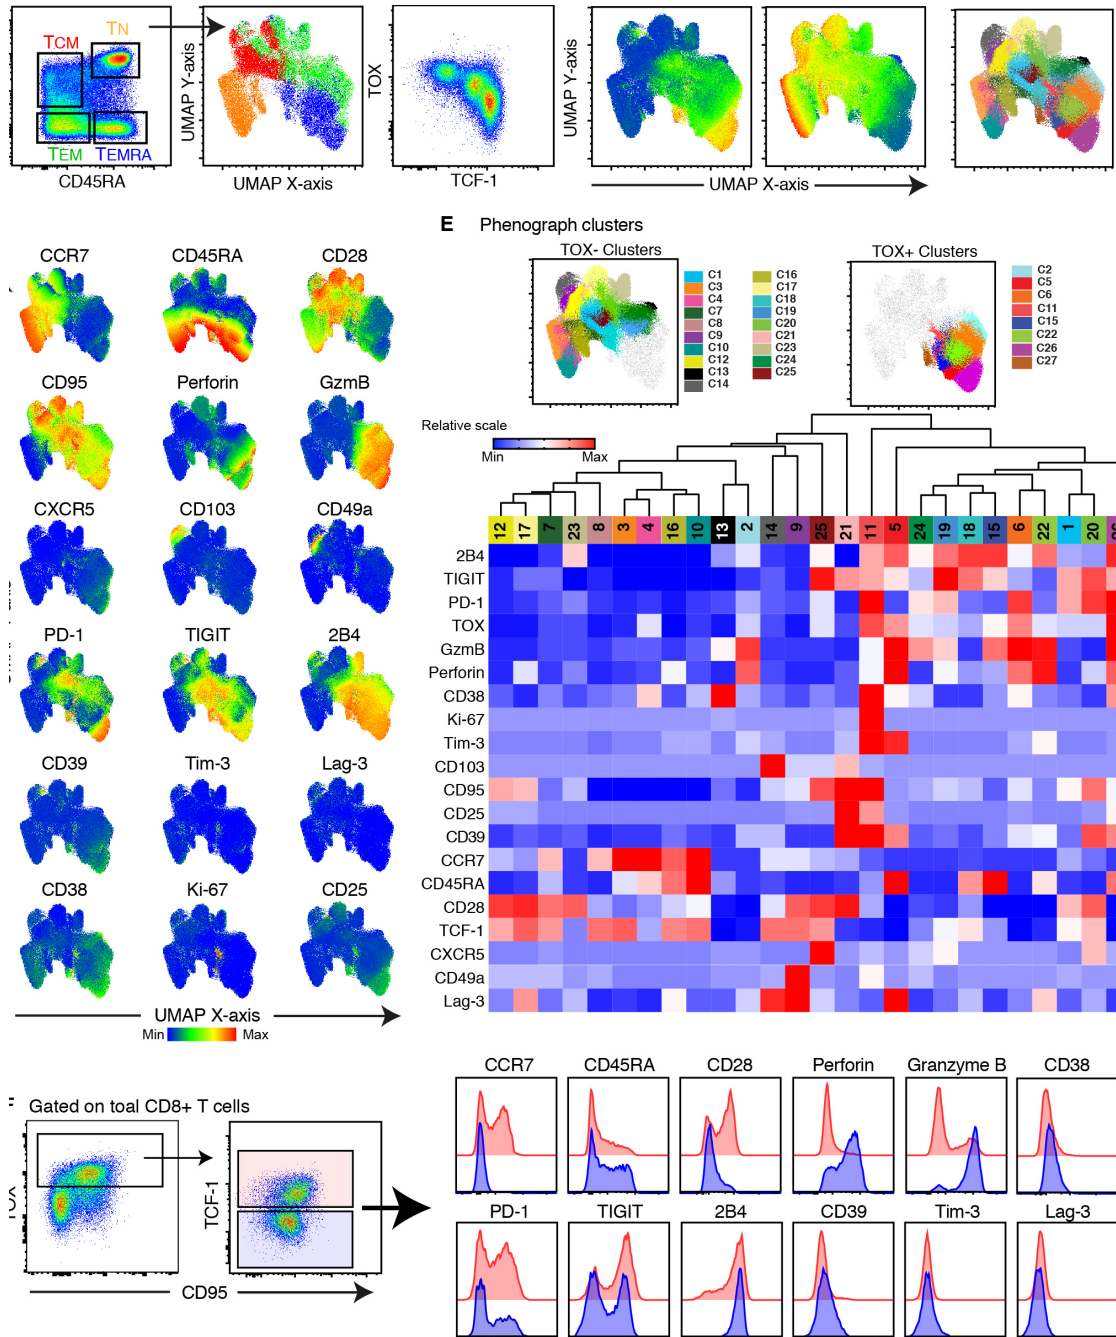 TCM
TN
TEM
TEMRA
CD45RA
UMAP Y-axis
UMAP X-axis
TOX
TCF-1
UMAP Y-axis
UMAP X-axis
CCR7
CD45RA
CD28
CD95
Perforin
GzmB
CXCR5
CD103
CD49a
PD-1
TIGIT
2B4
CD39
Tim-3
Lag-3
CD38
Ki-67
CD25
UMAP X-axis
Min
Max
E Phenograph clusters
TOX- Clusters
C1
C3
C4
C7
C8
C9
C10
C12
C13
C14
C16
C17
C18
C19
C20
C21
C23
C24
C25
TOX+ Clusters
C2
C5
C6
C11
C15
C22
C26
C27
Relative scale
Min
Max
12 17 7 23 8 3 4 16 10 13 2 14 9 25 21 11 5 24 19 18 15 6 22 1 20 26
2B4
TIGIT
PD-1
TOX
GzmB
Perforin
CD38
Ki-67
Tim-3
CD103
CD95
CD25
CD39
CCR7
CD45RA
CD28
TCF-1
CXCR5
CD49a
Lag-3
Gated on toal CD8+ T cells
TOX
TCF-1
CD95
CCR7
CD45RA
CD28
Perforin
Granzyme B
CD38
PD-1
TIGIT
2B4
CD39
Tim-3
Lag-3